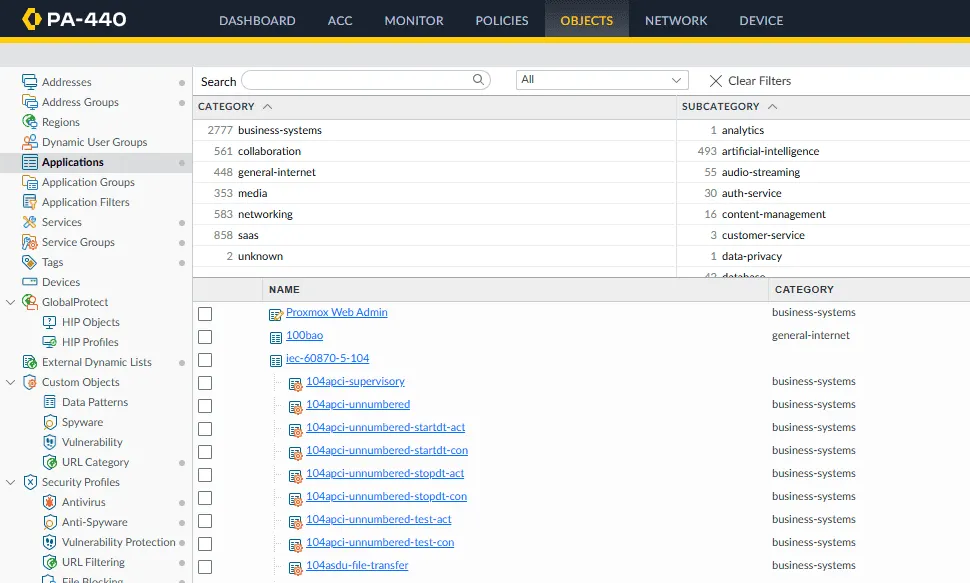 PA-440
DASHBOARD ACC MONITOR POLICIES OBJECTS NETWORK DEVICE
Addresses
Address Groups
Regions
Dynamic User Groups
Applications
Application Groups
Application Filters
Services
Service Groups
Tags
Devices
GlobalProtect
HIP Objects
HIP Profiles
External Dynamic Lists
Custom Objects
Data Patterns
Spyware
Vulnerability
URL Category
Security Profiles
Antivirus
Anti-Spyware
Vulnerability Protection
URL Filtering
File Blocking
Search All Clear Filters
CATEGORY
2777 business-systems
561 collaboration
448 general-internet
353 media
583 networking
858 saas
2 unknown
SUBCATEGORY
1 analytics
493 artificial-intelligence
55 audio-streaming
30 auth-service
16 content-management
3 customer-service
1 data-privacy
42 database
NAME CATEGORY
Proxmox Web Admin business-systems
100bao general-internet
iec-60870-5-104
104apci-supervisory business-systems
104apci-unnumbered business-systems
104apci-unnumbered-startdt-act business-systems
104apci-unnumbered-startdt-con business-systems
104apci-unnumbered-stopdt-act business-systems
104apci-unnumbered-stopdt-con business-systems
104apci-unnumbered-test-act business-systems
104apci-unnumbered-test-con business-systems
104asdu-file-transfer business-systems